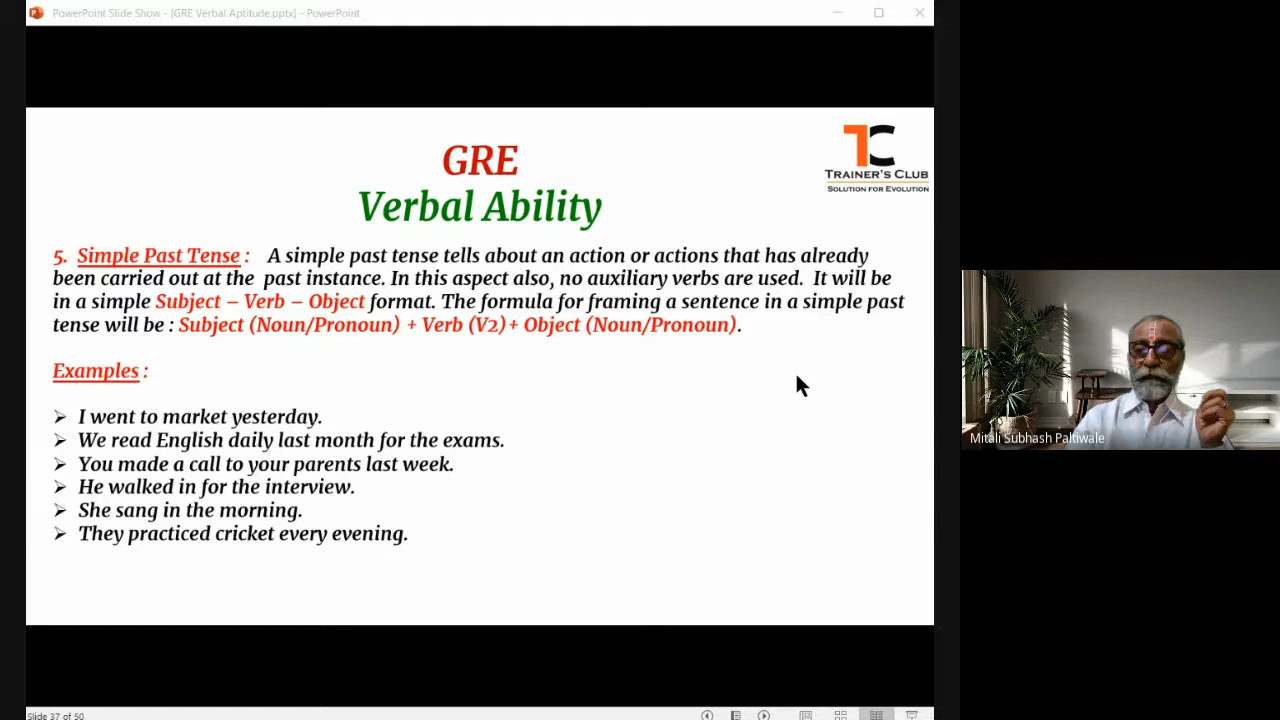 PowerPoint Slide Show - [GRE Verbal Aptitude.pptx] - PowerPoint
GRE
Verbal Ability
TC
TRAINER'S CLUB
SOLUTION FOR EVOLUTION
5. Simple Past Tense : A simple past tense tells about an action or actions that has already
been carried out at the past instance. In this aspect also, no auxiliary verbs are used. It will be
in a simple Subject – Verb – Object format. The formula for framing a sentence in a simple past
tense will be : Subject (Noun/Pronoun) + Verb (V2)+ Object (Noun/Pronoun).
Examples :
➢ I went to market yesterday.
➢ We read English daily last month for the exams.
➢ You made a call to your parents last week.
➢ He walked in for the interview.
➢ She sang in the morning.
➢ They practiced cricket every evening.
Mitali Subhash Paltiwale
Slide 37 of 50